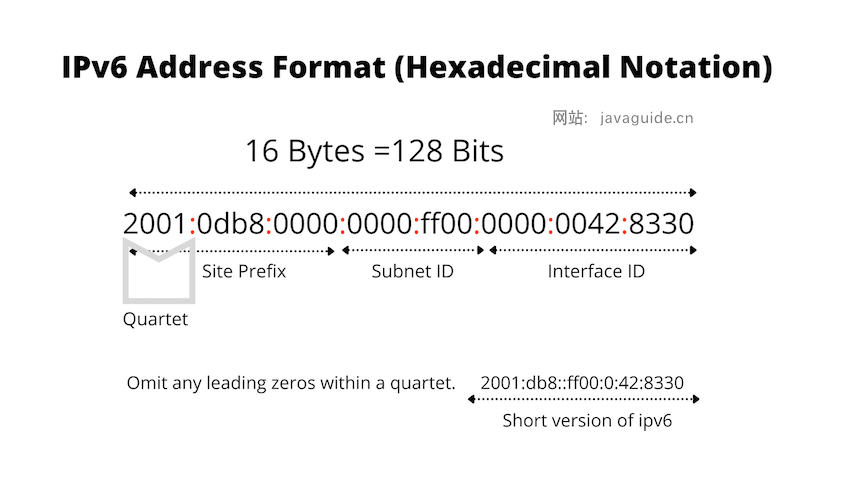 IPv6 Address Format (Hexadecimal Notation)
网站: javaguide.cn
16 Bytes =128 Bits
2001:0db8:0000:0000:ff00:0000:0042:8330
Site Prefix Subnet ID Interface ID
Quartet
Omit any leading zeros within a quartet. 2001:db8::ff00:0:42:8330
Short version of ipv6